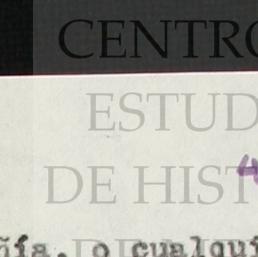 CENTRO
ESTUD
DE HIST
ñía, o cualqui